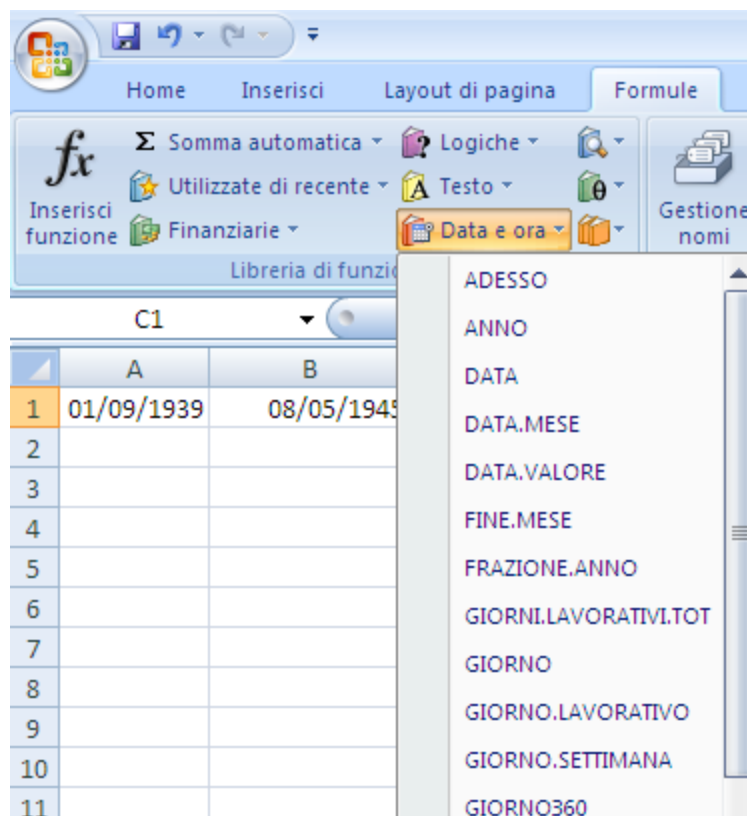 Home Inserisci Layout di pagina Formule
fx Σ Somma automatica Logiche
Utilizzate di recente A Testo θ
Inserisci funzione Finanziarie Data e ora Gestione nomi
Libreria di funzio
C1
A B
1 01/09/1939 08/05/1945
2
3
4
5
6
7
8
9
10
11
ADESSO
ANNO
DATA
DATA.MESE
DATA.VALORE
FINE.MESE
FRAZIONE.ANNO
GIORNI.LAVORATIVI.TOT
GIORNO
GIORNO.LAVORATIVO
GIORNO.SETTIMANA
GIORNO360